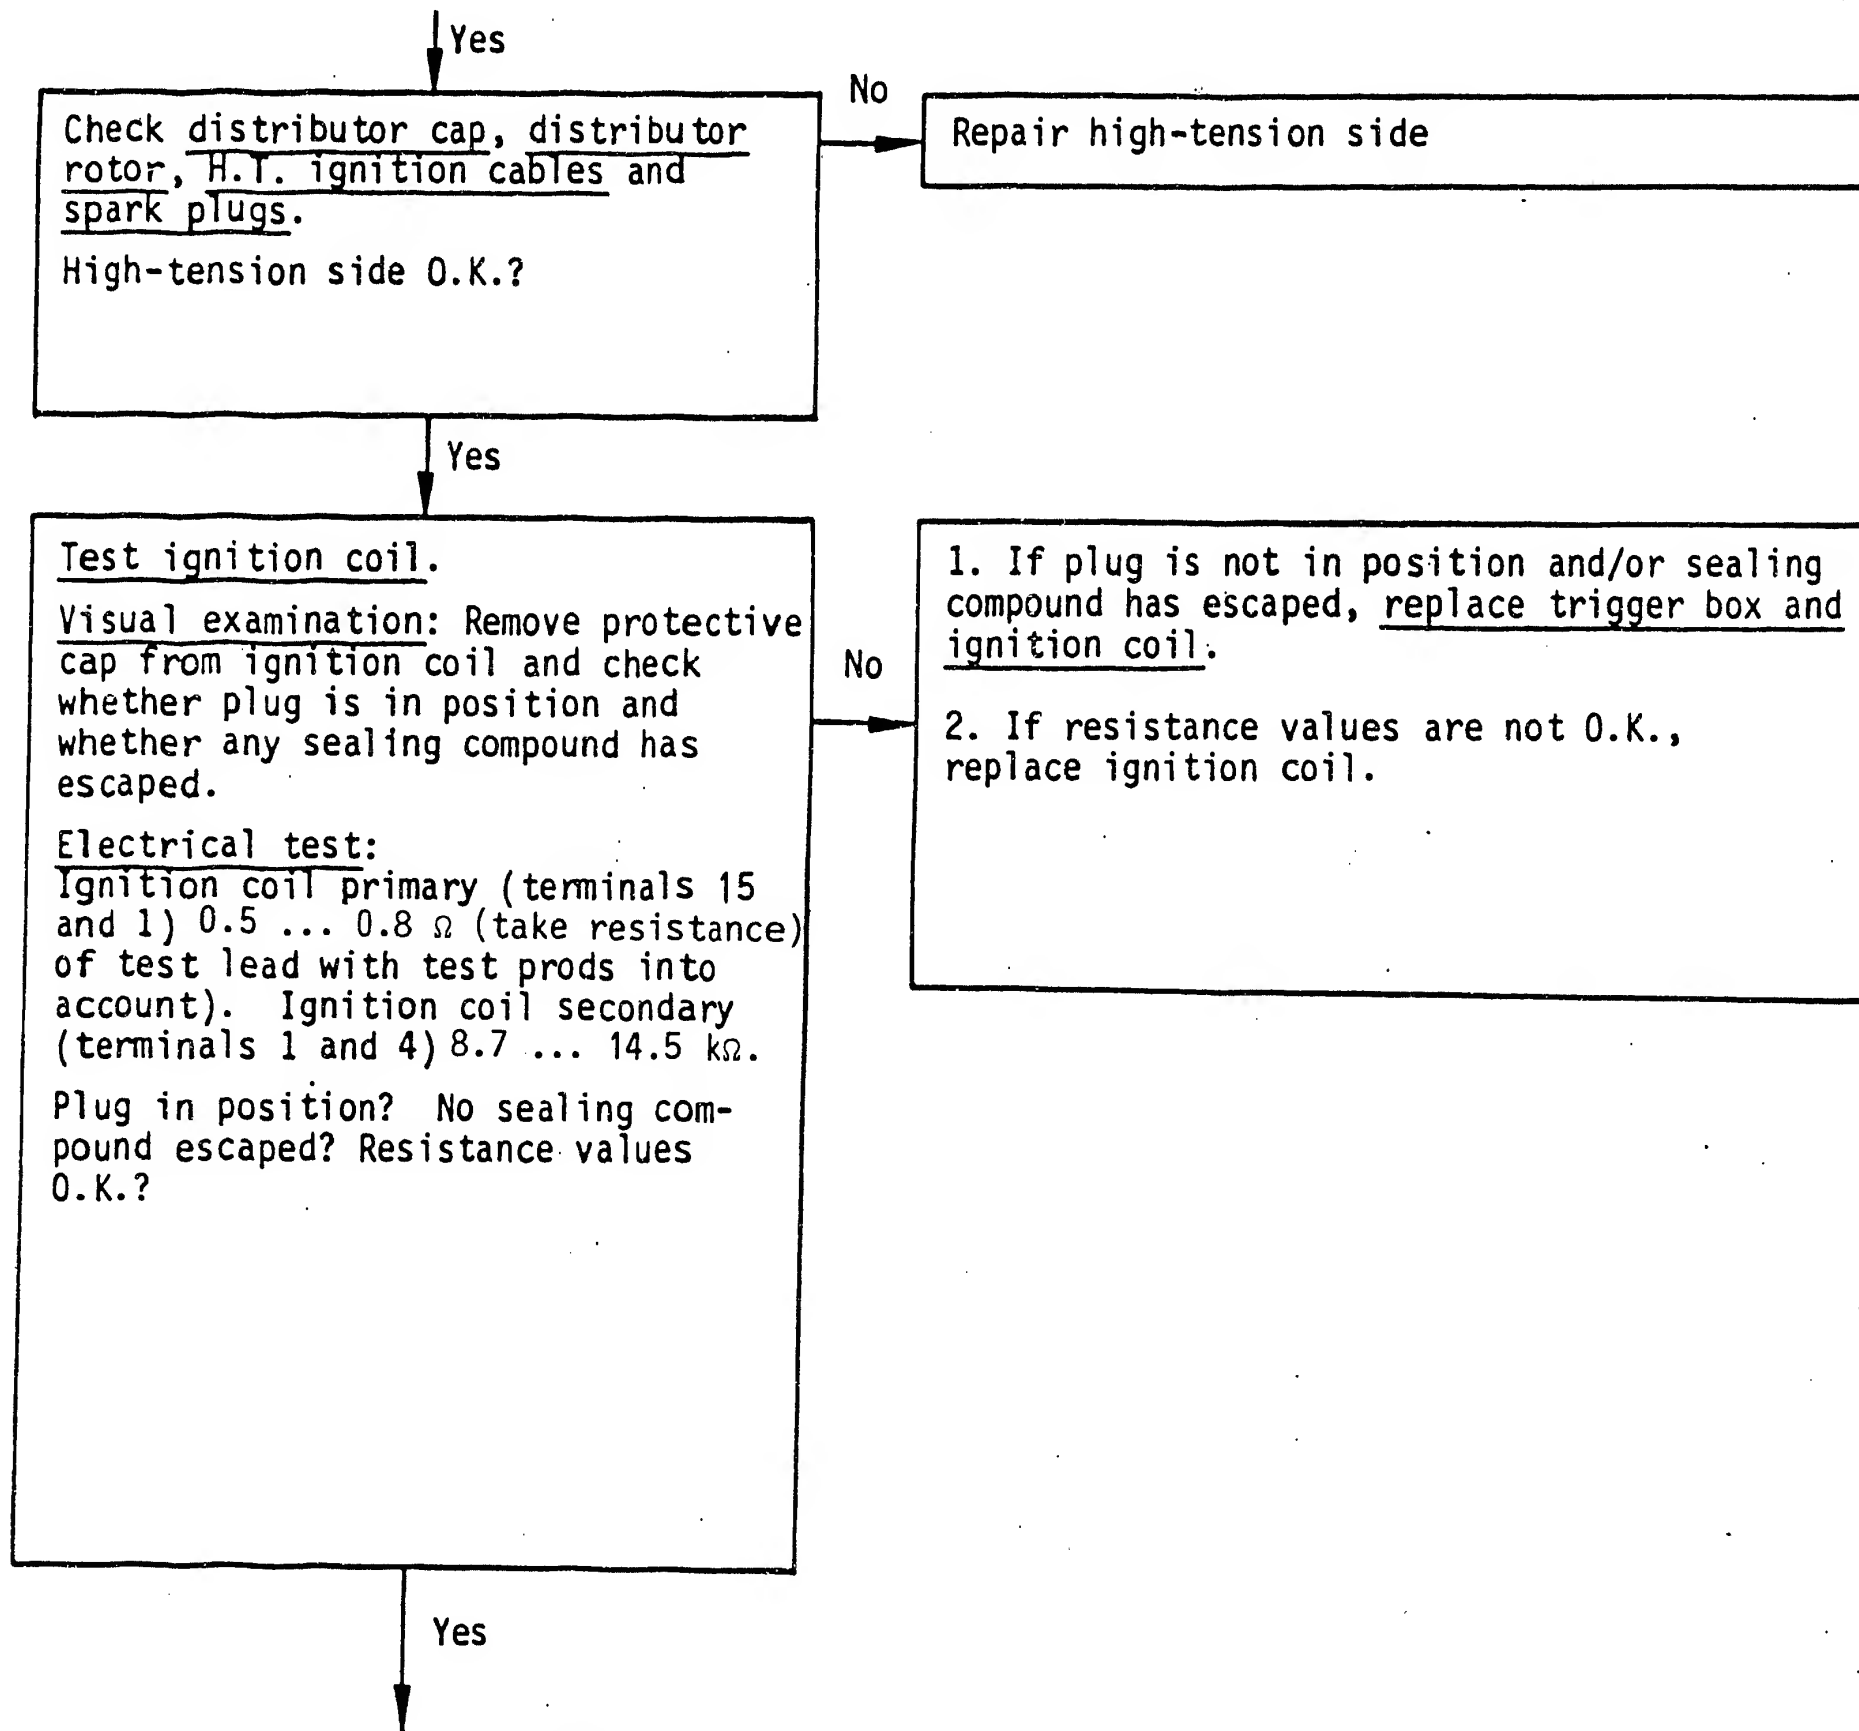 Yes
Check distributor cap, distributor
rotor, H.T. ignition cables and
spark plugs.
High-tension side O.K.?
No
Repair high-tension side
Yes
Test ignition coil.
Visual examination: Remove protective
cap from ignition coil and check
whether plug is in position and
whether any sealing compound has
escaped.
Electrical test:
Ignition coil primary (terminals 15
and 1) 0.5 ... 0.8 Ω (take resistance)
of test lead with test prods into
account). Ignition coil secondary
(terminals 1 and 4) 8.7 ... 14.5 kΩ.
Plug in position? No sealing com-
pound escaped? Resistance values
O.K.?
No
1. If plug is not in position and/or sealing
compound has escaped, replace trigger box and
ignition coil.
2. If resistance values are not O.K.,
replace ignition coil.
Yes